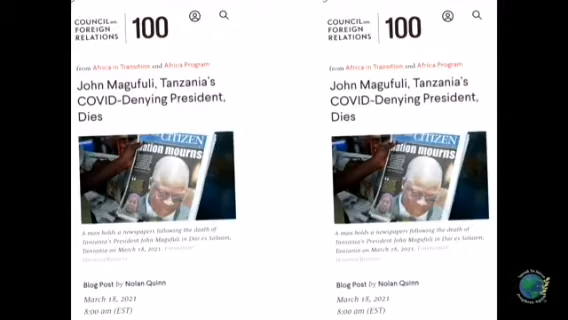 COUNCIL on
FOREIGN
RELATIONS
100
from Africa in Transition and Africa Program
John Magufuli, Tanzania's
COVID-Denying President,
Dies
CITIZEN
ation mourns
A man holds a newspapers following the death of
Tanzania's President John Magufuli in Dar es Salaam,
Tanzania on March 18, 2021.
Blog Post by Nolan Quinn
March 18, 2021
8:00 am (EST)
COUNCIL on
FOREIGN
RELATIONS
100
from Africa in Transition and Africa Program
John Magufuli, Tanzania's
COVID-Denying President,
Dies
CITIZEN
ation mourns
A man holds a newspapers following the death of
Tanzania's President John Magufuli in Dar es Salaam,
Tanzania on March 18, 2021.
Blog Post by Nolan Quinn
March 18, 2021
8:00 am (EST)